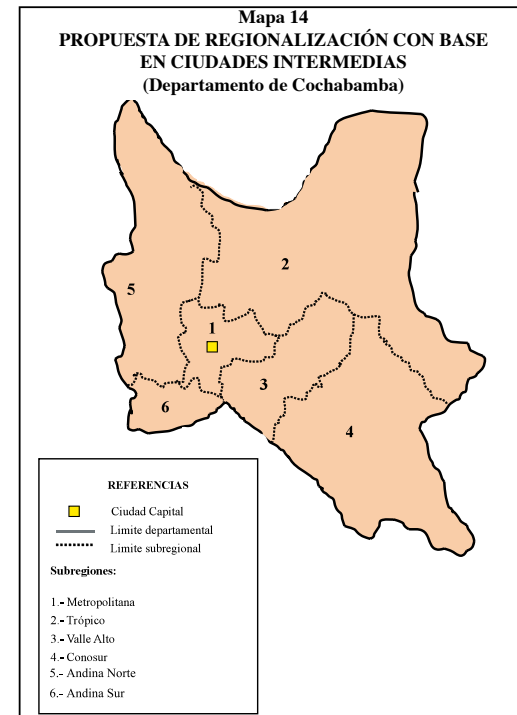 Mapa 14
PROPUESTA DE REGIONALIZACIÓN CON BASE
EN CIUDADES INTERMEDIAS
(Departamento de Cochabamba)
2
5
1
3
6
4
REFERENCIAS
Ciudad Capital
Limite departamental
Limite subregional
Subregiones:
1.- Metropolitana
2.- Trópico
3.- Valle Alto
4.- Conosur
5.- Andina Norte
6.- Andina Sur